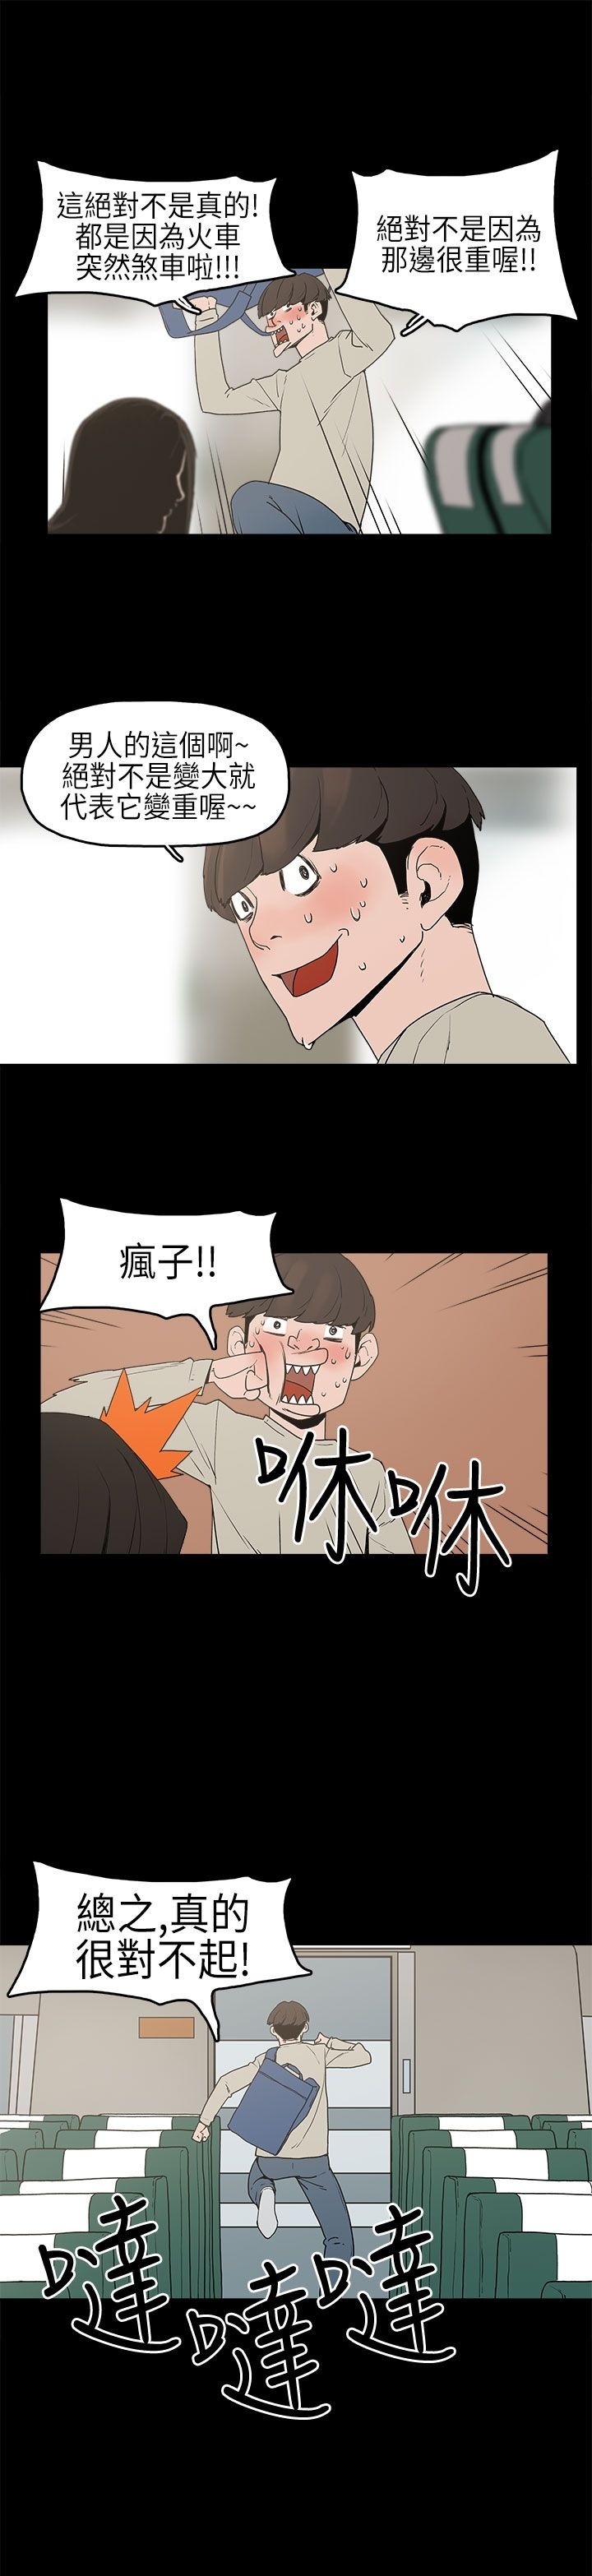 這絕對不是真的!
都是因為火車
突然煞車啦!!!
絕對不是因為
那邊很重喔!!
男人的這個啊~
絕對不是變大就
代表它變重喔~~
瘋子!!
咻咻
總之,真的
很對不起!
噠噠噠